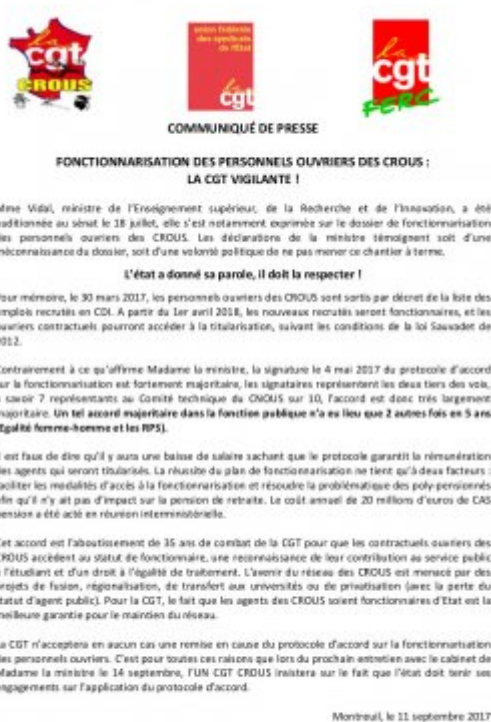 la
cgt
CROUS
union fédérale
des syndicats
de l'État
la
cgt
la
cgt
FERC
COMMUNIQUÉ DE PRESSE
FONCTIONNARISATION DES PERSONNELS OUVRIERS DES CROUS :
LA CGT VIGILANTE !
Mme Vidal, ministre de l'Enseignement supérieur, de la Recherche et de l'Innovation, a été
auditionnée au sénat le 18 juillet, elle s'est notamment exprimée sur le dossier de fonctionnarisation
des personnels ouvriers des CROUS. Les déclarations de la ministre témoignent soit d'une
méconnaissance du dossier, soit d'une volonté politique de ne pas mener ce chantier à terme.
L'état a donné sa parole, il doit la respecter !
Pour mémoire, le 30 mars 2017, les personnels ouvriers des CROUS sont sortis par décret de la liste des
emplois recrutés en CDI. A partir du 1er avril 2018, les nouveaux recrutés seront fonctionnaires, et les
ouvriers contractuels pourront accéder à la titularisation, suivant les conditions de la loi Sauvadet de
2012.
Contrairement à ce qu'affirme Madame la ministre, la signature le 4 mai 2017 du protocole d'accord
sur la fonctionnarisation est fortement majoritaire, les signataires représentent les deux tiers des voix,
à savoir 7 représentants au Comité technique du CNOUS sur 10, l'accord est donc très largement
majoritaire. Un tel accord majoritaire dans la fonction publique n'a eu lieu que 2 autres fois en 5 ans
(Egalité femme-homme et les RPS).
Il est faux de dire qu'il y aura une baisse de salaire sachant que le protocole garantit la rémunération
des agents qui seront titularisés. La réussite du plan de fonctionnarisation ne tient qu'à deux facteurs :
faciliter les modalités d'accès à la fonctionnarisation et résoudre la problématique des poly-pensionnés
afin qu'il n'y ait pas d'impact sur la pension de retraite. Le coût annuel de 20 millions d'euros de CAS
pension a été acté en réunion interministérielle.
Cet accord est l'aboutissement de 35 ans de combat de la CGT pour que les contractuels ouvriers des
CROUS accèdent au statut de fonctionnaire, une reconnaissance de leur contribution au service public
à l'étudiant et d'un droit à l'égalité de traitement. L'avenir du réseau des CROUS est menacé par des
projets de fusion, régionalisation, de transfert aux universités ou de privatisation (avec la perte du
statut d'agent public). Pour la CGT, le fait que les agents des CROUS soient fonctionnaires d'Etat est la
meilleure garantie pour le maintien du réseau.
La CGT n'acceptera en aucun cas une remise en cause du protocole d'accord sur la fonctionnarisation
des personnels ouvriers. C'est pour toutes ces raisons que lors du prochain entretien avec le cabinet de
Madame la ministre le 14 septembre, l'UN CGT CROUS insistera sur le fait que l'état doit tenir ses
engagements sur l'application du protocole d'accord.
Montreuil, le 11 septembre 2017